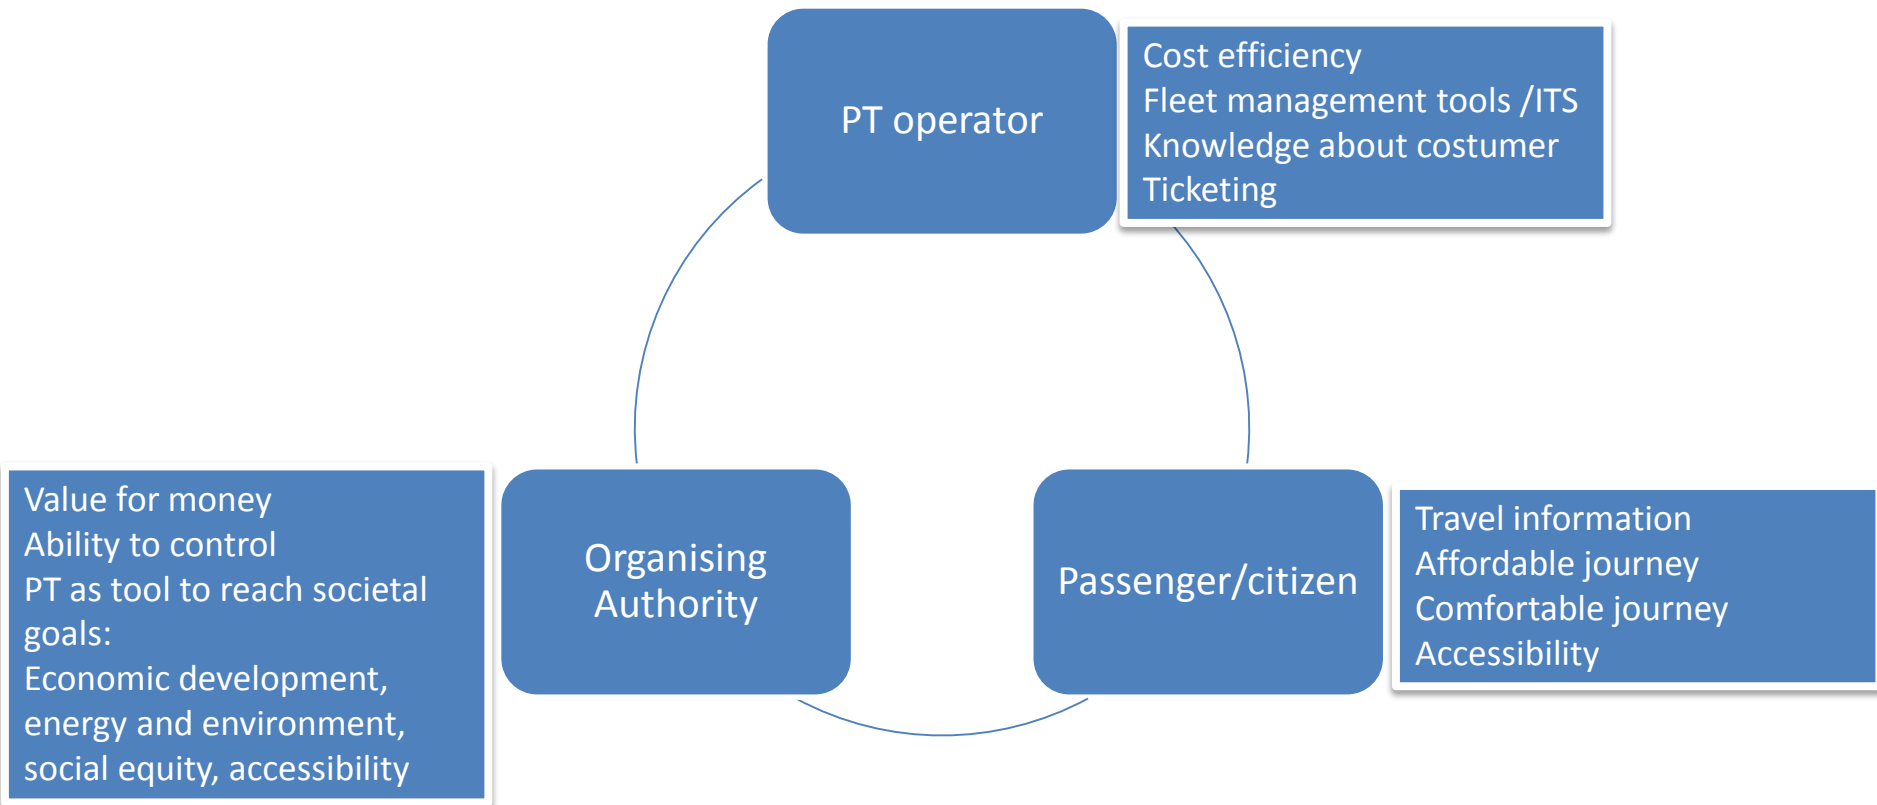 PT operator
Cost efficiency
Fleet management tools /ITS
Knowledge about costumer
Ticketing
Value for money
Ability to control
PT as tool to reach societal
goals:
Economic development,
energy and environment,
social equity, accessibility
Organising
Authority
Passenger/citizen
Travel information
Affordable journey
Comfortable journey
Accessibility